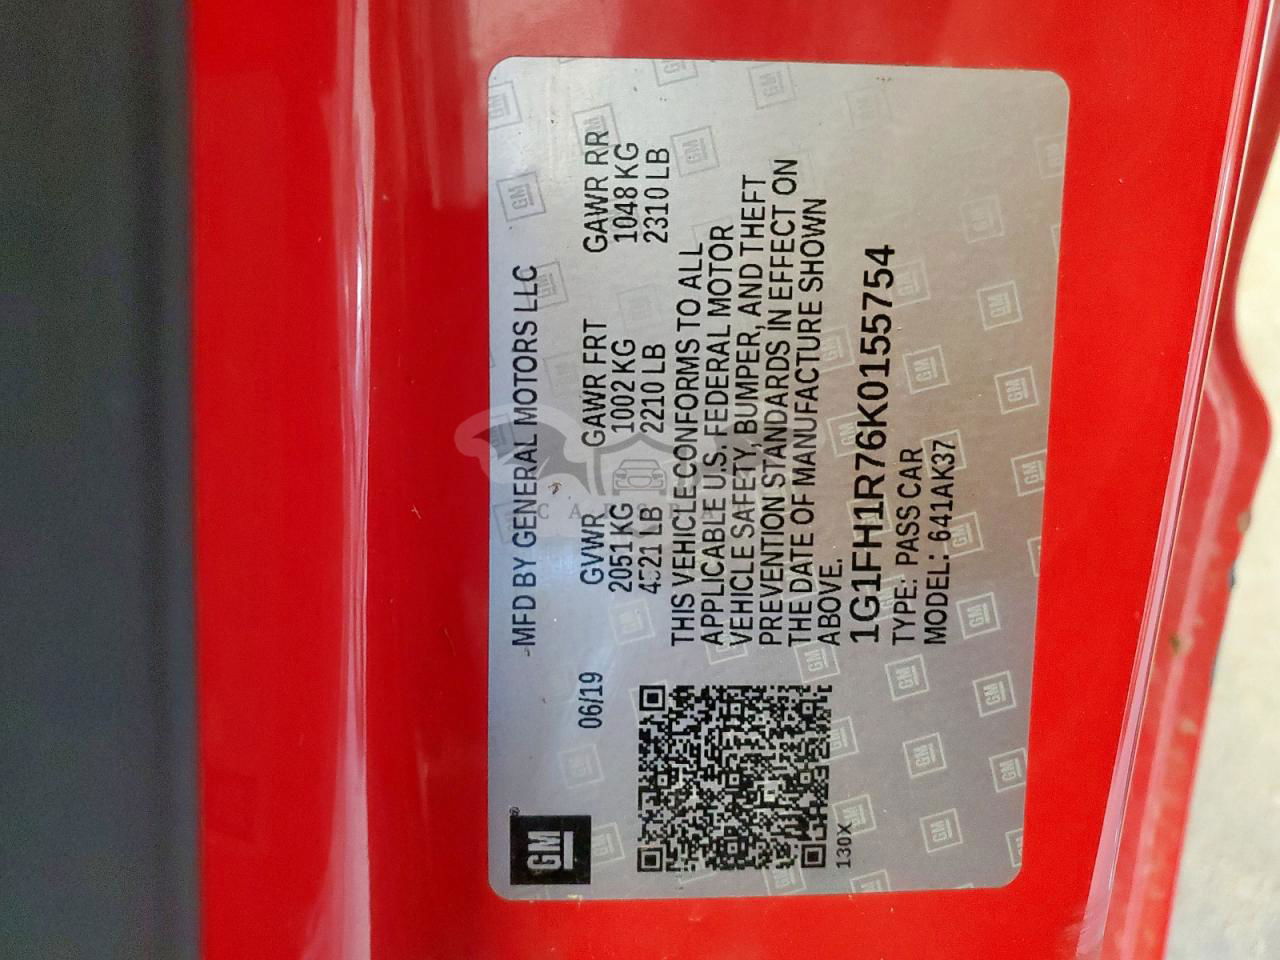 GM
MFD BY GENERAL MOTORS LLC
06/19 GVWR GAWR FRT GAWR RR
2051 KG 1002 KG 1048 KG
4521 LB 2210 LB 2310 LB
THIS VEHICLE CONFORMS TO ALL
APPLICABLE U.S. FEDERAL MOTOR
VEHICLE SAFETY, BUMPER, AND THEFT
PREVENTION STANDARDS IN EFFECT ON
THE DATE OF MANUFACTURE SHOWN
ABOVE.
1G1FH1R76K0155754
TYPE: PASS CAR
MODEL: 641AK37
130X